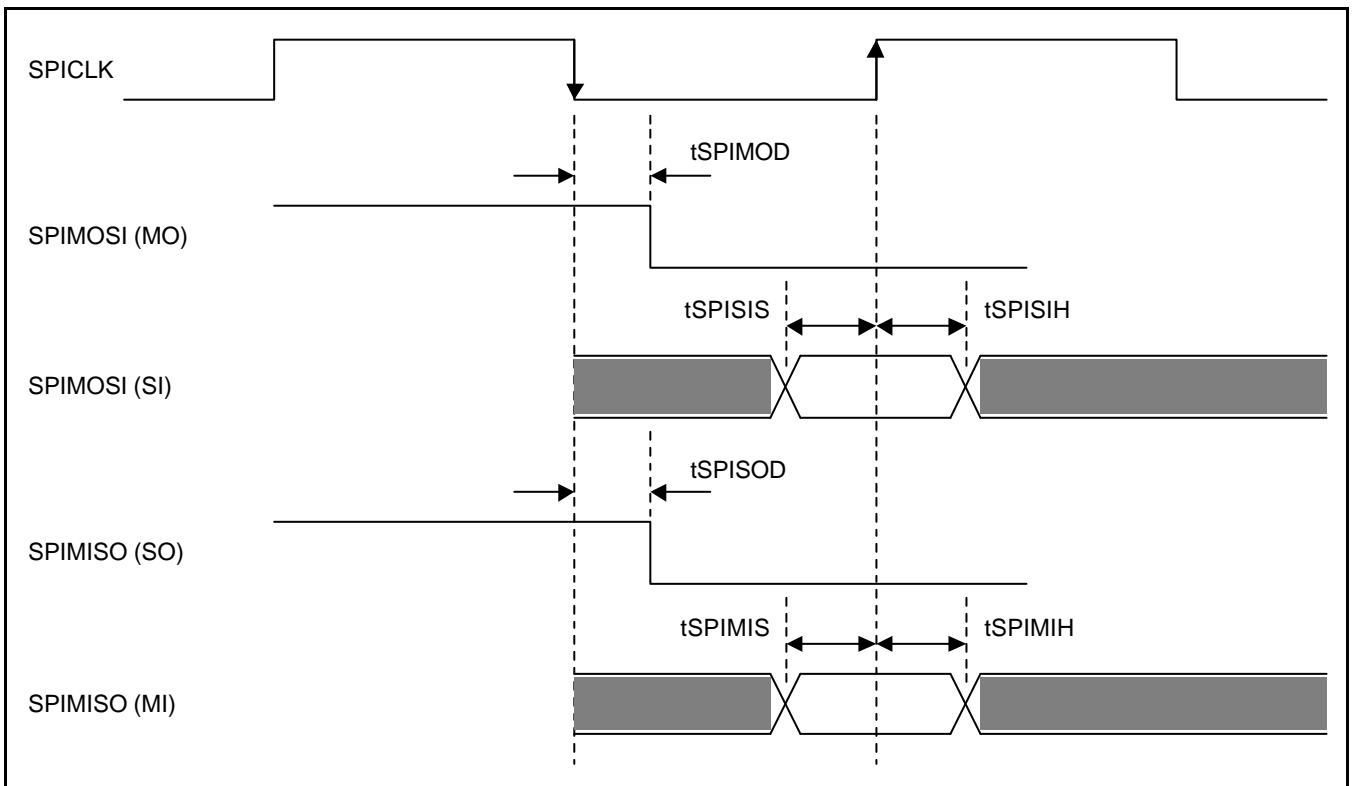 SPICLK
tSPIMOD
SPIMOSI (MO)
tSPISIS
tSPISIH
SPIMOSI (SI)
tSPISOD
SPIMISO (SO)
tSPIMIS
tSPIMIH
SPIMISO (MI)